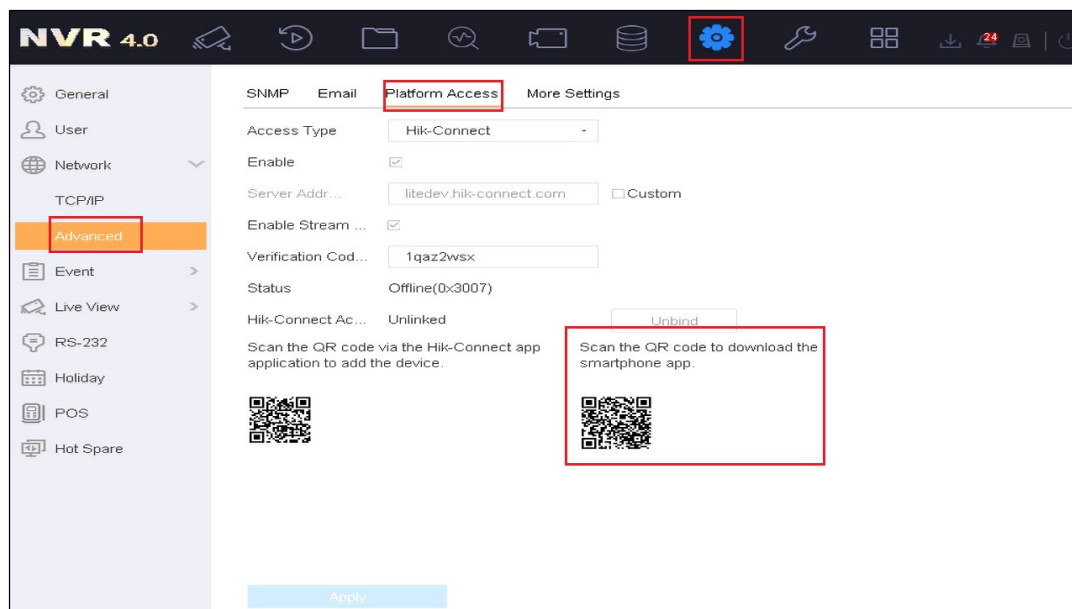 NVR 4.0
24
General
User
Network
TCP/IP
Advanced
Event
Live View
RS-232
Holiday
POS
Hot Spare
SNMP Email Platform Access More Settings
Access Type Hik-Connect
Enable
Server Addr... litedev.hik-connect.com Custom
Enable Stream ...
Verification Cod... 1qaz2wsx
Status Offline(0x3007)
Hik-Connect Ac... Unlinked Unbind
Scan the QR code via the Hik-Connect app
application to add the device.
Scan the QR code to download the
smartphone app.
Apply